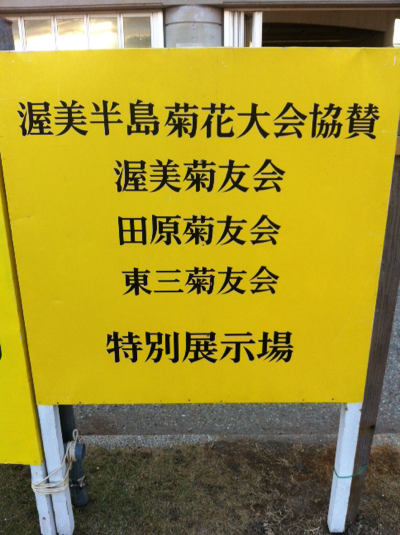 渥美半島菊花大会協賛
渥美菊友会
田原菊友会
東三菊友会
特別展示場